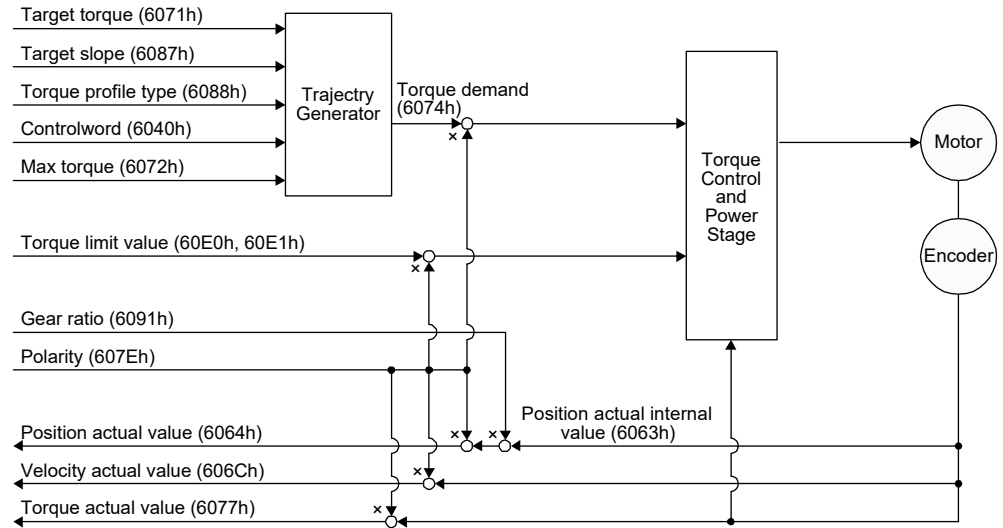 Target torque (6071h)
Target slope (6087h)
Torque profile type (6088h)
Controlword (6040h)
Max torque (6072h)
Trajectry
Generator
Torque demand
(6074h)
×
Torque
Control
and
Power
Stage
Motor
Encoder
Torque limit value (60E0h, 60E1h)
×
Gear ratio (6091h)
Polarity (607Eh)
Position actual internal
value (6063h)
×
×
Position actual value (6064h)
×
Velocity actual value (606Ch)
×
Torque actual value (6077h)